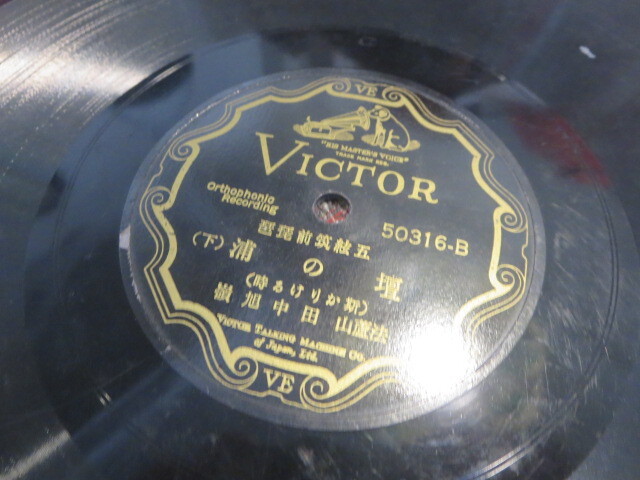 VE
"HIS MASTER'S VOICE"
TRADE MARK REG.
VICTOR
Orthophonic
Recording
50316-B
琶琵前筑絃五
(下) 浦の壇
(時るけりか斯)
嶺旭中田山蘆法
VICTOR TALKING MACHINE CO.
of Japan, Ltd.
VE